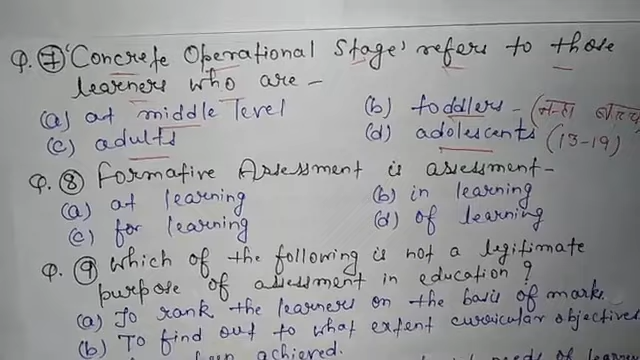 Q. ⑦ 'Concrete Operational Stage' refers to those
learners who are –
(a) at middle level (b) toddlers – (नन्हा
(c) adults (d) adolescents (13-19)
Q. ⑧ Formative Assessment is assessment –
(a) at learning (b) in learning
(c) for learning (d) of learning
Q. ⑨ Which of the following is not a legitimate
purpose of assessment in education ?
(a) To rank the learners on the basis of marks.
(b) To find out to what extent curricular objectives
been achieved.
needs of